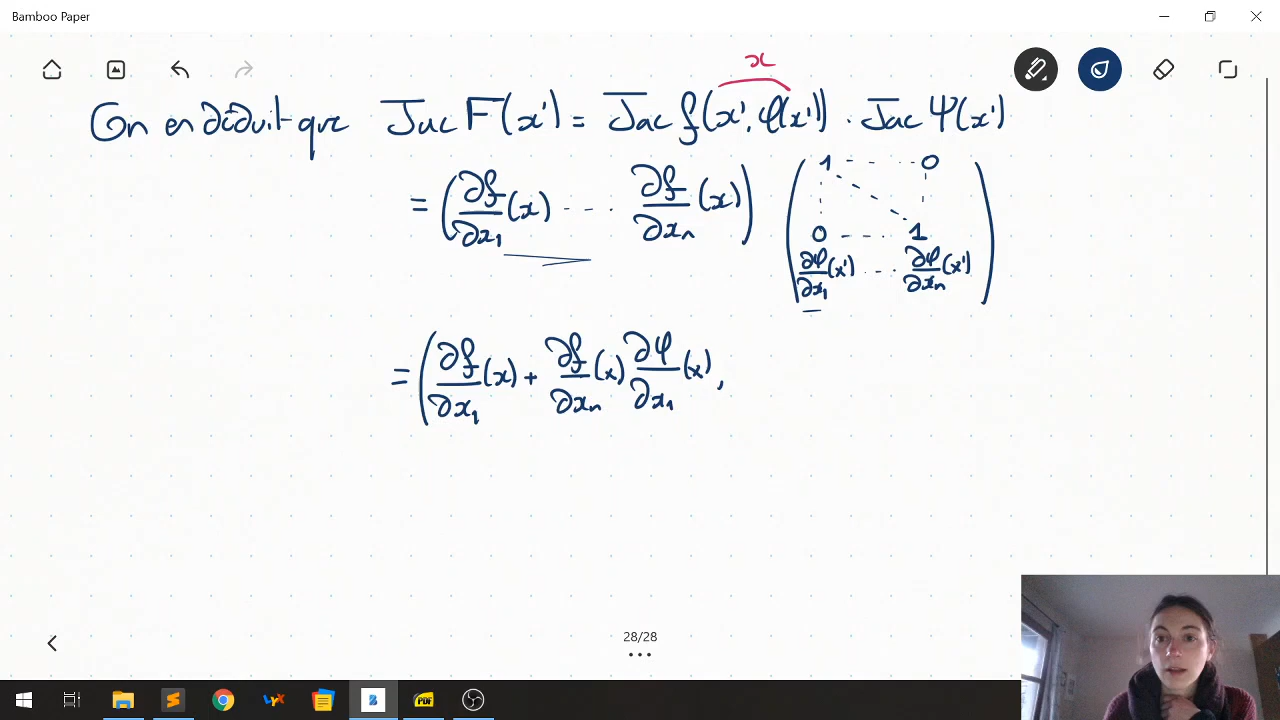 Bamboo Paper
x
On en déduit que Jac F(x') = Jac f(x', φ(x')) . Jac Ψ(x')
= (∂f/∂x₁ (x) ---- ∂f/∂xₙ (x)) (1 --- 0
0 --- 1
∂φ/∂x₁ (x') --- ∂φ/∂xₙ (x'))
= (∂f/∂x₁ (x) + ∂f/∂xₙ (x) ∂φ/∂x₁ (x),
28/28